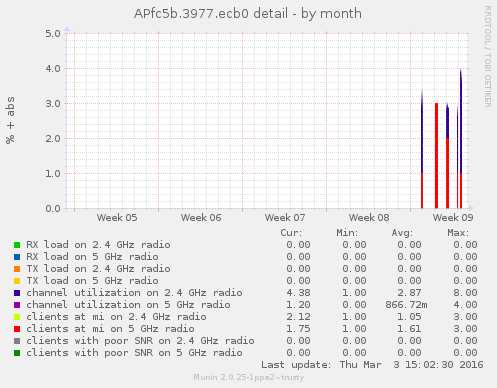 APfc5b.3977.ecb0 detail - by month
RRDTOOL / TOBI OETIKER
% + abs
5.0
4.0
3.0
2.0
1.0
0.0
Week 05 Week 06 Week 07 Week 08 Week 09
Cur: Min: Avg: Max:
RX load on 2.4 GHz radio 0.00 0.00 0.00 0.00
RX load on 5 GHz radio 0.00 0.00 0.00 0.00
TX load on 2.4 GHz radio 0.00 0.00 0.00 0.00
TX load on 5 GHz radio 0.00 0.00 0.00 0.00
channel utilization on 2.4 GHz radio 4.38 1.00 2.87 8.00
channel utilization on 5 GHz radio 1.20 0.00 866.72m 4.00
clients at mi on 2.4 GHz radio 2.12 1.00 1.05 3.00
clients at mi on 5 GHz radio 1.75 1.00 1.61 3.00
clients with poor SNR on 2.4 GHz radio 0.00 0.00 0.00 0.00
clients with poor SNR on 5 GHz radio 0.00 0.00 0.00 0.00
Last update: Thu Mar 3 15:02:30 2016
Munin 2.0.25-1ppa2~trusty